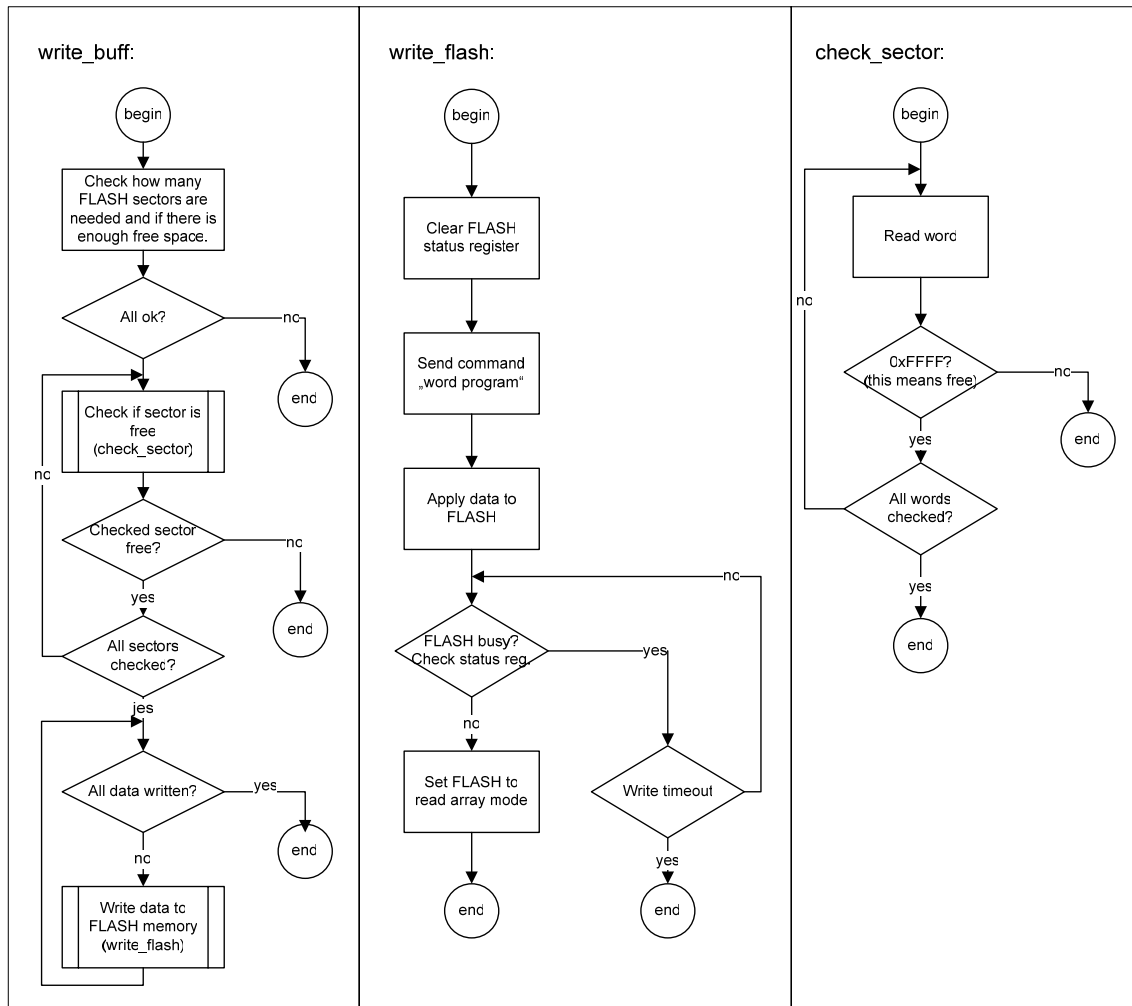 write_buff:
begin
Check how many
FLASH sectors are
needed and if there is
enough free space.
All ok?
no
end
Check if sector is
free
(check_sector)
no
Checked sector
free?
no
yes
end
All sectors
checked?
jes
All data written?
yes
end
no
Write data to
FLASH memory
(write_flash)
write_flash:
begin
Clear FLASH
status register
Send command
„word program“
Apply data to
FLASH
no
FLASH busy?
Check status reg.
yes
no
Set FLASH to
read array mode
Write timeout
yes
end
end
check_sector:
begin
Read word
no
0xFFFF?
(this means free)
no
yes
end
All words
checked?
yes
end